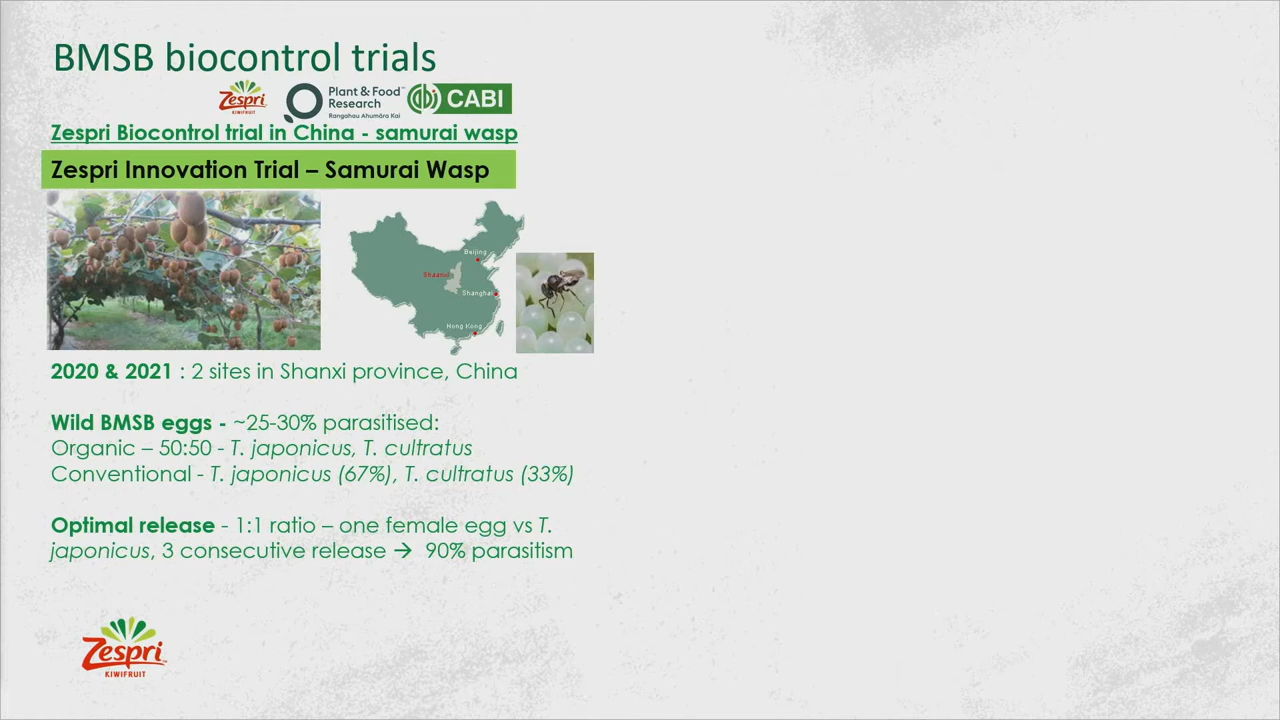 BMSB biocontrol trials
Zespri
KIWIFRUIT
Plant & Food
Research
Rangahau Ahumāra Kai
CABI
Zespri Biocontrol trial in China - samurai wasp
Zespri Innovation Trial – Samurai Wasp
Beijing
Shaanxi
Shanghai
Hong Kong
2020 & 2021 : 2 sites in Shanxi province, China
Wild BMSB eggs - ~25-30% parasitised:
Organic – 50:50 - T. japonicus, T. cultratus
Conventional - T. japonicus (67%), T. cultratus (33%)
Optimal release - 1:1 ratio – one female egg vs T.
japonicus, 3 consecutive release → 90% parasitism
Zespri
KIWIFRUIT